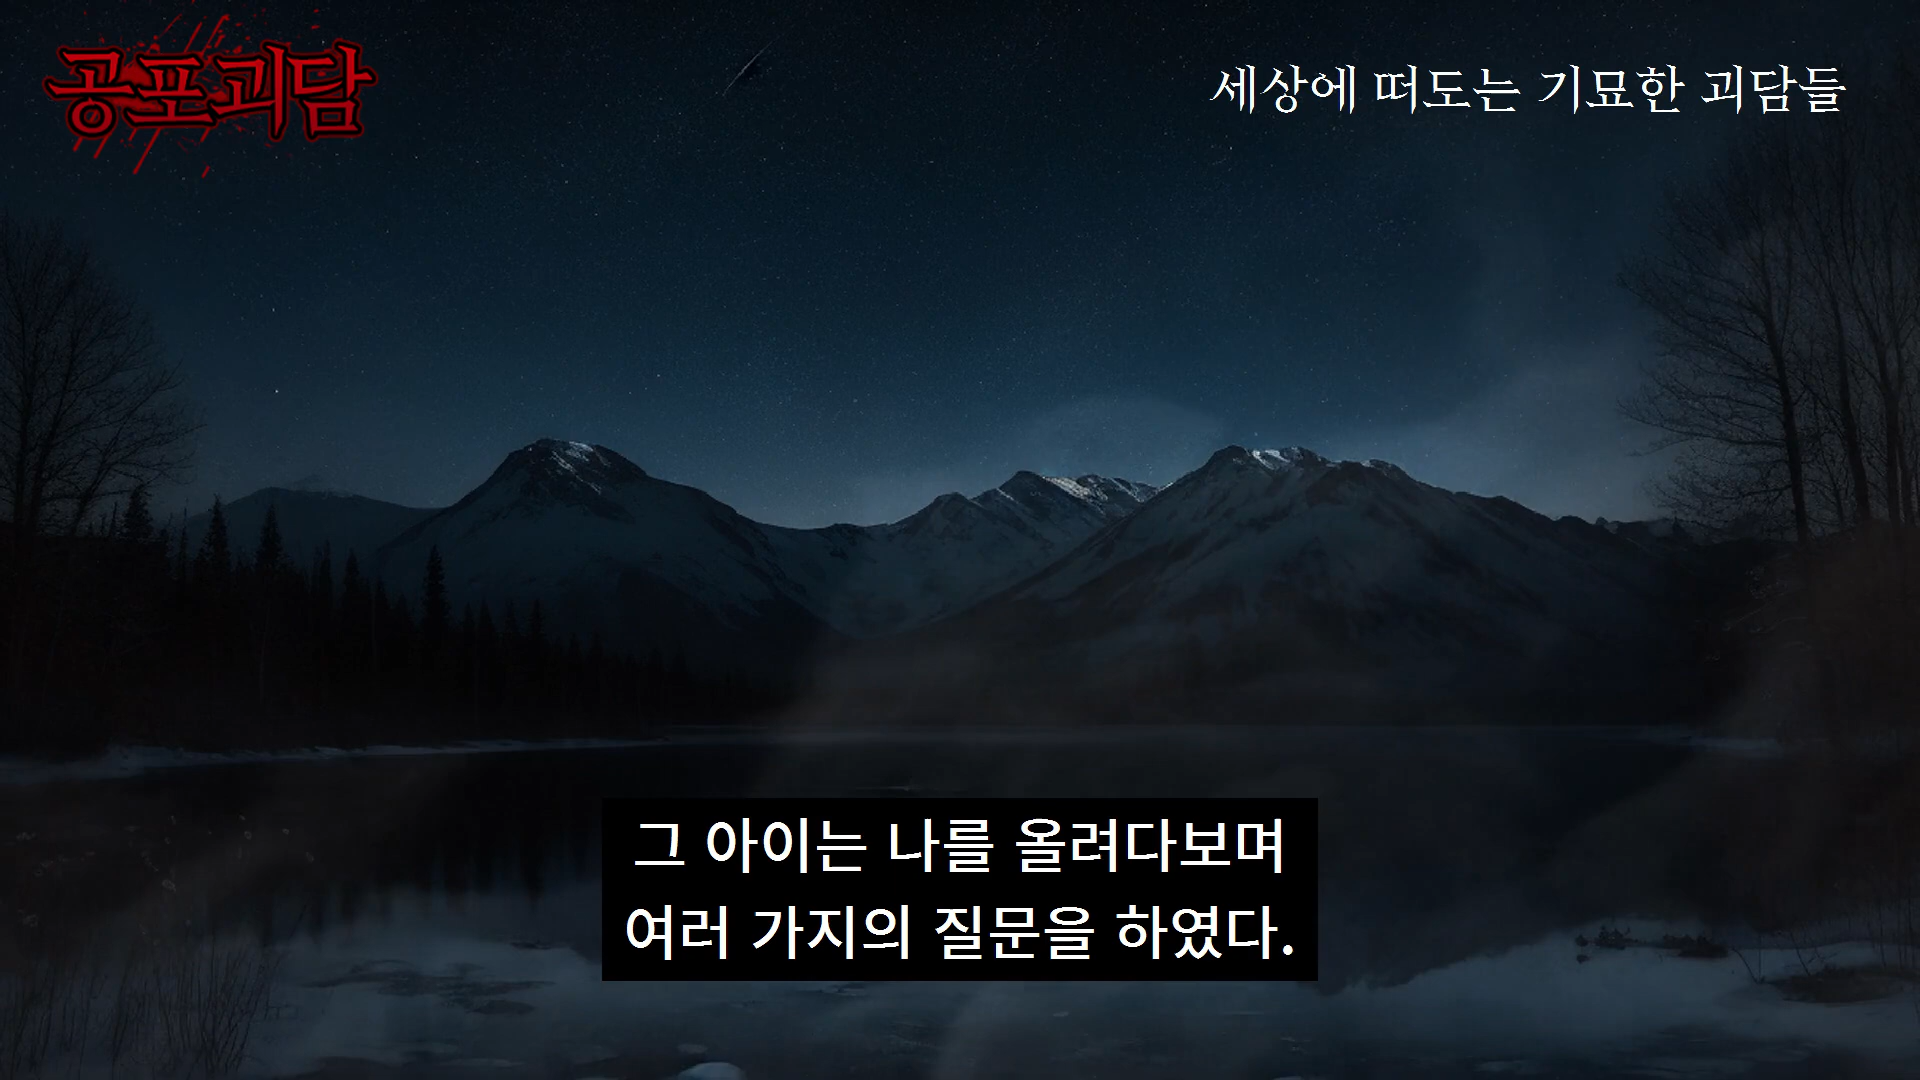 공포괴담
세상에 떠도는 기묘한 괴담들
그 아이는 나를 올려다보며
여러 가지의 질문을 하였다.